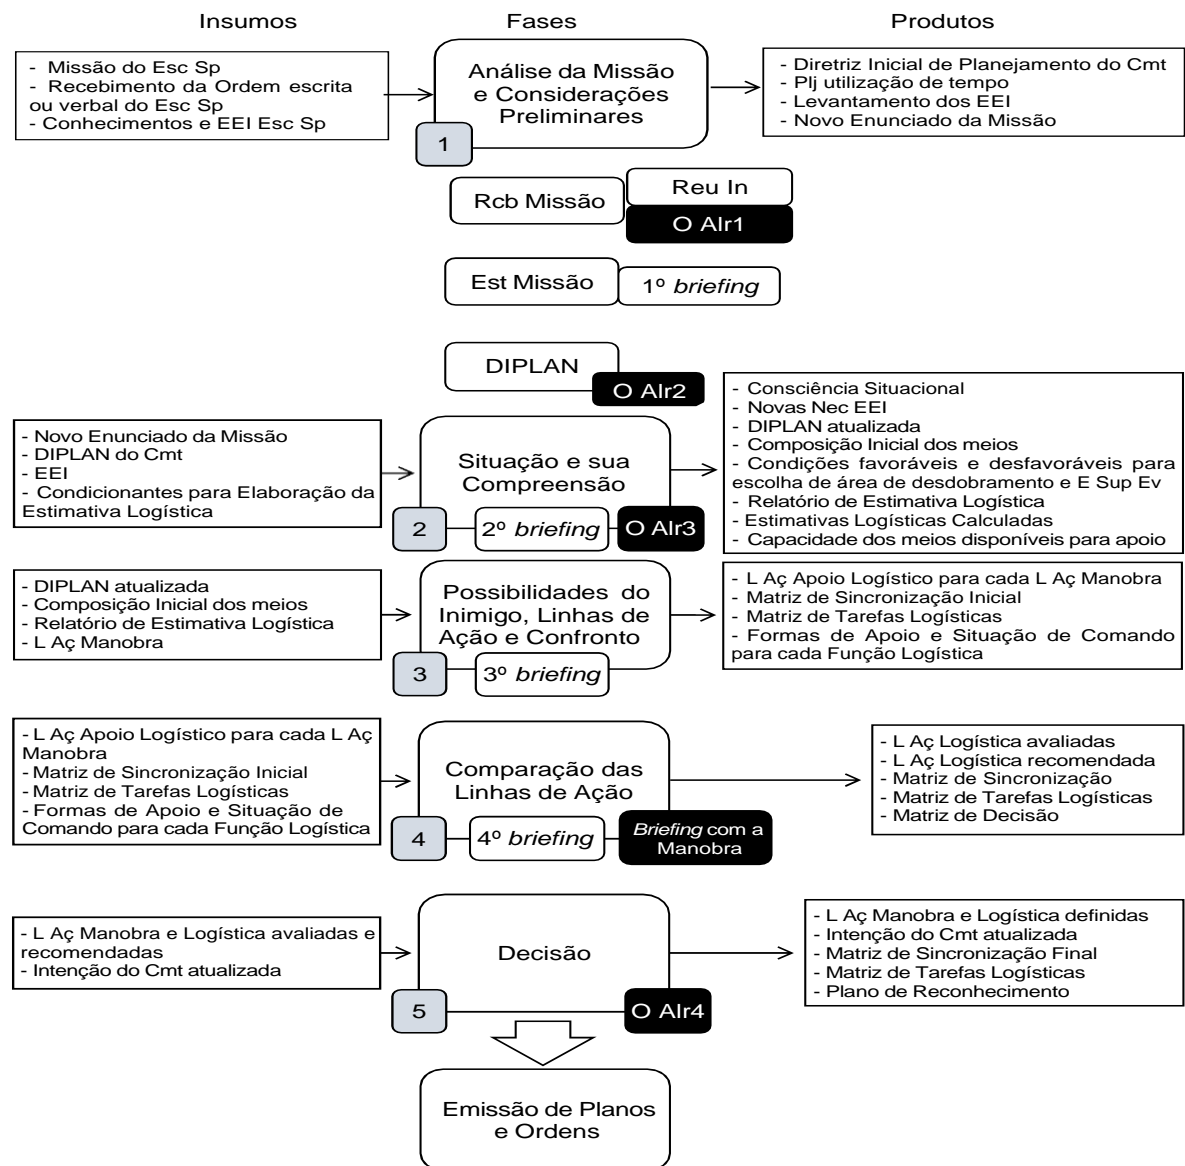 Insumos
Fases
Produtos
- Missão do Esc Sp
- Recebimento da Ordem escrita
ou verbal do Esc Sp
- Conhecimentos e EEI Esc Sp
Análise da Missão
e Considerações
Preliminares
1
- Diretriz Inicial de Planejamento do Cmt
- Plj utilização de tempo
- Levantamento dos EEI
- Novo Enunciado da Missão
Rcb Missão
Reu In
O Alr1
Est Missão
1º briefing
DIPLAN
O Alr2
- Novo Enunciado da Missão
- DIPLAN do Cmt
- EEI
- Condicionantes para Elaboração da
Estimativa Logística
Situação e sua
Compreensão
2
2º briefing
O Alr3
- Consciência Situacional
- Novas Nec EEI
- DIPLAN atualizada
- Composição Inicial dos meios
- Condições favoráveis e desfavoráveis para
escolha de área de desdobramento e E Sup Ev
- Relatório de Estimativa Logística
- Estimativas Logísticas Calculadas
- Capacidade dos meios disponíveis para apoio
- DIPLAN atualizada
- Composição Inicial dos meios
- Relatório de Estimativa Logística
- L Aç Manobra
Possibilidades do
Inimigo, Linhas de
Ação e Confronto
3
3º briefing
- L Aç Apoio Logístico para cada L Aç Manobra
- Matriz de Sincronização Inicial
- Matriz de Tarefas Logísticas
- Formas de Apoio e Situação de Comando
para cada Função Logística
- L Aç Apoio Logístico para cada L Aç
Manobra
- Matriz de Sincronização Inicial
- Matriz de Tarefas Logísticas
- Formas de Apoio e Situação de
Comando para cada Função Logística
Comparação das
Linhas de Ação
4
4º briefing
Briefing com a
Manobra
- L Aç Logística avaliadas
- L Aç Logística recomendada
- Matriz de Sincronização
- Matriz de Tarefas Logísticas
- Matriz de Decisão
- L Aç Manobra e Logística avaliadas e
recomendadas
- Intenção do Cmt atualizada
Decisão
5
O Alr4
- L Aç Manobra e Logística definidas
- Intenção do Cmt atualizada
- Matriz de Sincronização Final
- Matriz de Tarefas Logísticas
- Plano de Reconhecimento
Emissão de Planos
e Ordens